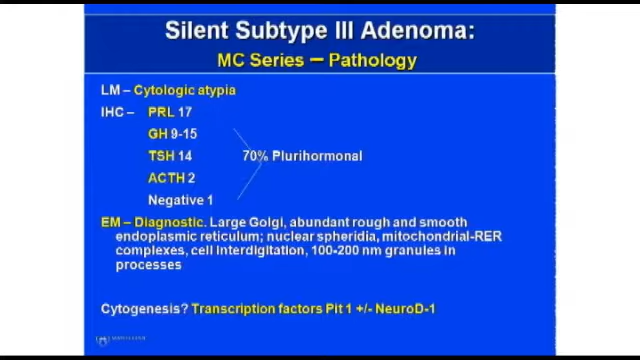 Silent Subtype III Adenoma:
MC Series – Pathology
LM – Cytologic atypia
IHC – PRL 17
GH 9-15
TSH 14
70% Plurihormonal
ACTH 2
Negative 1
EM – Diagnostic. Large Golgi, abundant rough and smooth
endoplasmic reticulum; nuclear spheridia, mitochondrial-RER
complexes, cell interdigitation, 100-200 nm granules in
processes
Cytogenesis? Transcription factors Pit 1 +/- NeuroD-1